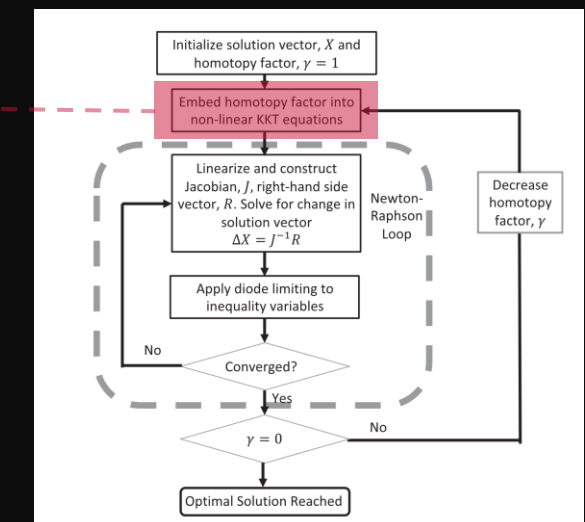 Initialize solution vector, X and
homotopy factor, γ = 1
Embed homotopy factor into
non-linear KKT equations
Linearize and construct
Jacobian, J, right-hand side
vector, R. Solve for change in
solution vector
ΔX = J⁻¹R
Newton-
Raphson
Loop
Decrease
homotopy
factor, γ
Apply diode limiting to
inequality variables
No
Converged?
Yes
γ = 0
No
Optimal Solution Reached